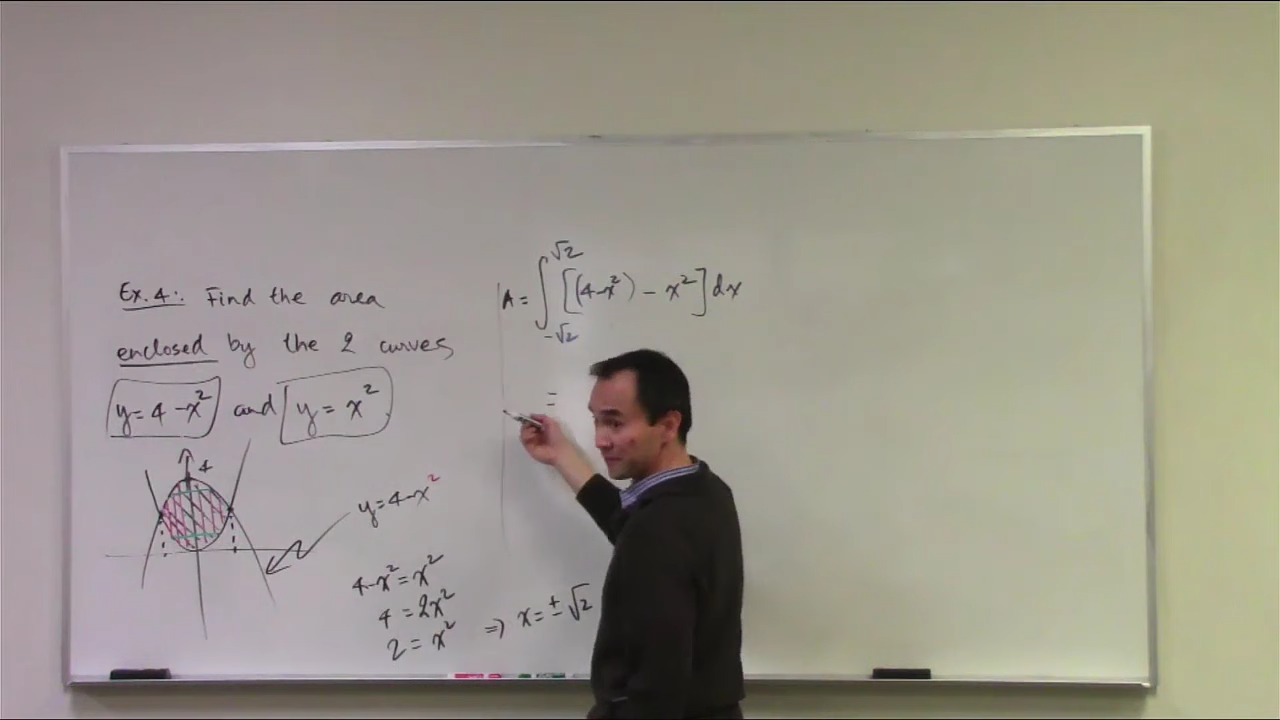 Ex. 4: Find the area
enclosed by the 2 curves
y = 4 - x² and y = x²
4
y = 4 - x²
4 - x² = x²
4 = 2x²
2 = x² ⇒ x = ±√2
A = ∫_{-√2}^{√2} [(4 - x²) - x²] dx
=